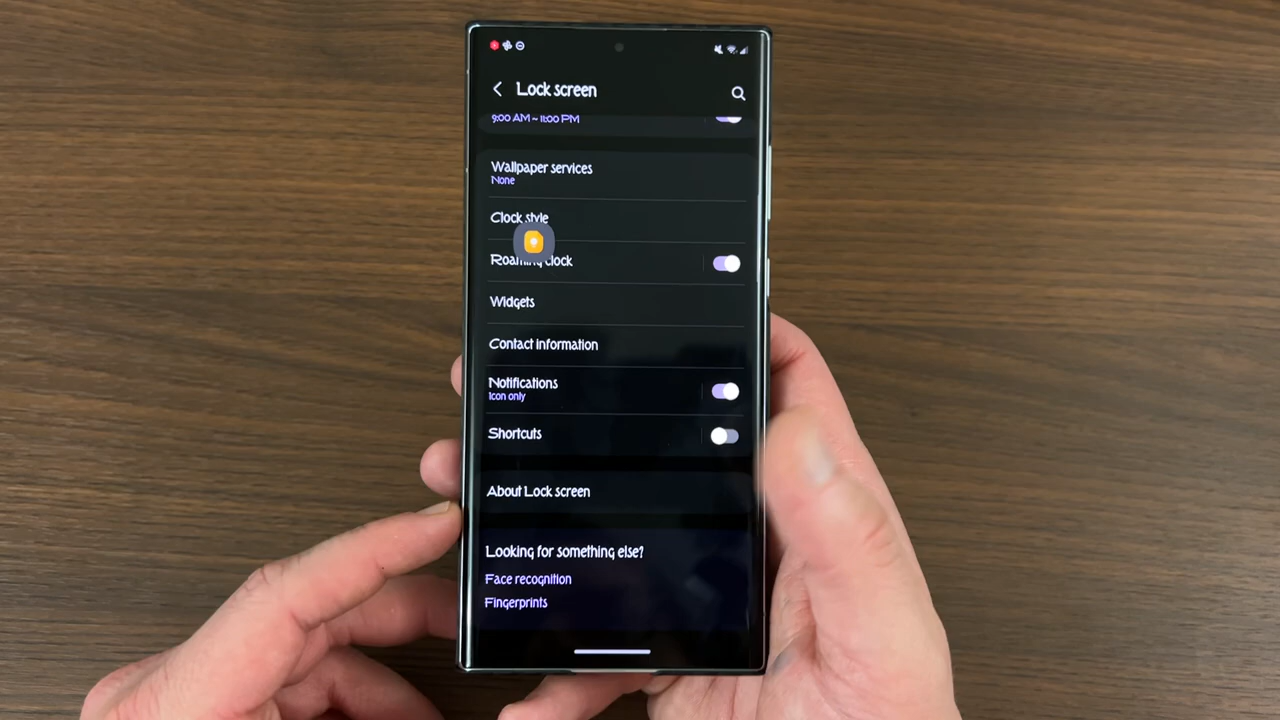 Lock screen
9:00 AM ~ 11:00 PM
Wallpaper services
None
Clock style
Roaming clock
Widgets
Contact information
Notifications
Icon only
Shortcuts
About Lock screen
Looking for something else?
Face recognition
Fingerprints